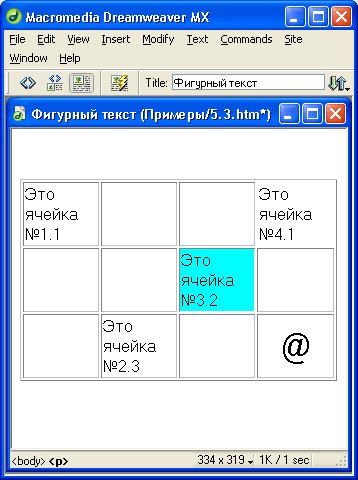 Macromedia Dreamweaver MX
File Edit View Insert Modify Text Commands Site
Window Help
Title: Фигурный текст
Фигурный текст (Примеры/5.3.htm*)
Это
ячейка
№1.1
Это
ячейка
№4.1
Это
ячейка
№3.2
Это
ячейка
№2.3
@
<body> <p> 334 x 319 1K / 1 sec